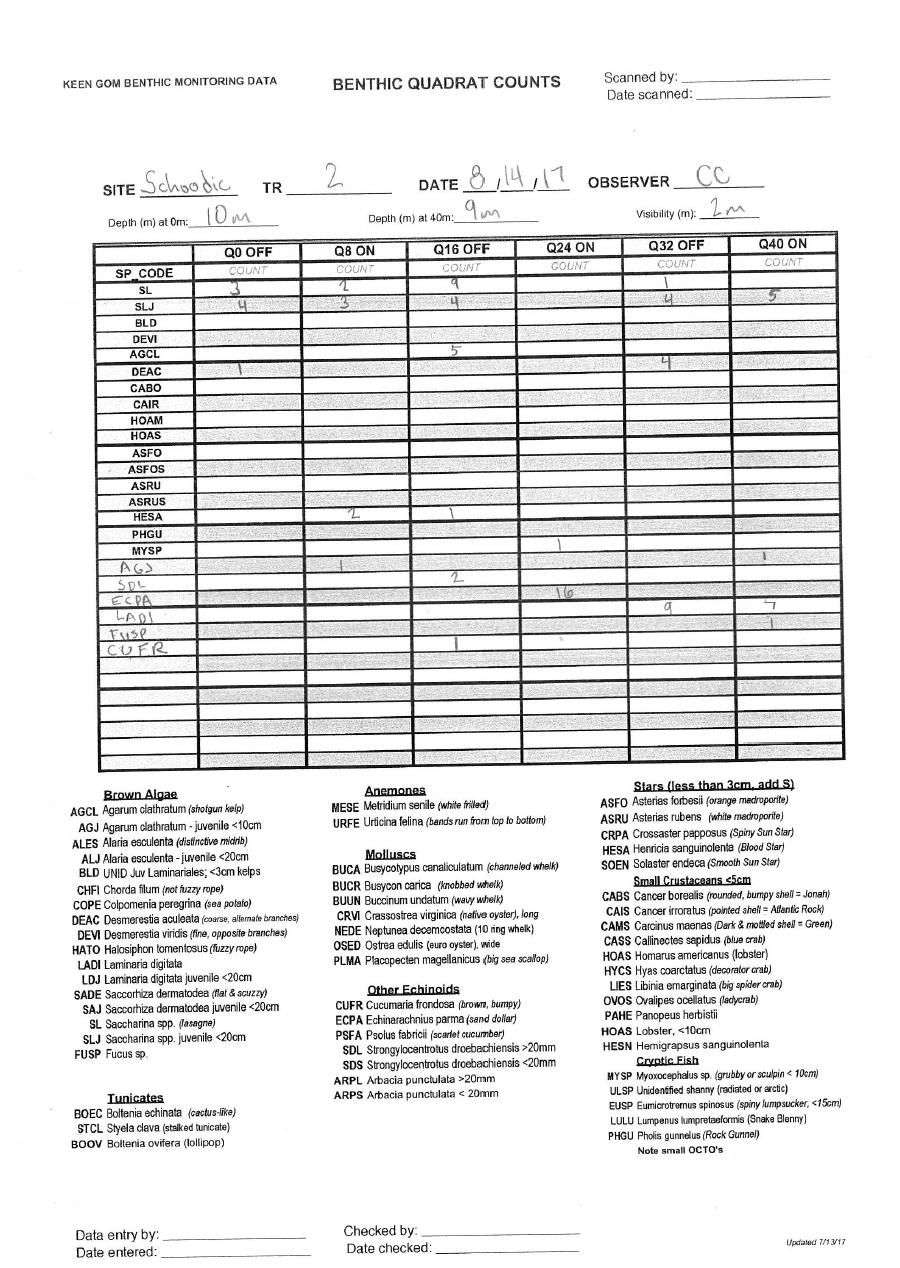 KEEN GOM BENTHIC MONITORING DATA
BENTHIC QUADRAT COUNTS
Scanned by:
Date scanned:
SITE Schoodic TR 2 DATE 8/14/17 OBSERVER CC
Depth (m) at 0m: 10m Depth (m) at 40m: 9m Visibility (m): 2m
Q0 OFF Q8 ON Q16 OFF Q24 ON Q32 OFF Q40 ON
SP_CODE COUNT COUNT COUNT COUNT COUNT COUNT
SL 3 2 9 1
SLJ 4 3 4 4 5
BLD
DEVI
AGCL 5
DEAC 1 4
CABO
CAIR
HOAM
HOAS
ASFO
ASFOS
ASRU
ASRUS
HESA 2 1
PHGU
MYSP 1
AGJ 1 1
SDL 2
ECPA 16
LADI 9 7
FUSP 1
CUFR 1
Brown Algae
AGCL Agarum clathratum (shotgun kelp)
AGJ Agarum clathratum - juvenile <10cm
ALES Alaria esculenta (distinctive midrib)
ALJ Alaria esculenta - juvenile <20cm
BLD UNID Juv Laminariales; <3cm kelps
CHFI Chorda filum (not fuzzy rope)
COPE Colpomenia peregrina (sea potato)
DEAC Desmerestia aculeata (coarse, alternate branches)
DEVI Desmerestia viridis (fine, opposite branches)
HATO Halosiphon tomentosus (fuzzy rope)
LADI Laminaria digitata
LDJ Laminaria digitata juvenile <20cm
SADE Saccorhiza dermatodea (flat & scuzzy)
SAJ Saccorhiza dermatodea juvenile <20cm
SL Saccharina spp. (lasagne)
SLJ Saccharina spp. juvenile <20cm
FUSP Fucus sp.
Tunicates
BOEC Boltenia echinata (cactus-like)
STCL Styela clava (stalked tunicate)
BOOV Boltenia ovifera (lollipop)
Anemones
MESE Metridium senile (white frilled)
URFE Urticina felina (bands run from top to bottom)
Molluscs
BUCA Busycotypus canaliculatum (channeled whelk)
BUCR Busycon carica (knobbed whelk)
BUUN Buccinum undatum (wavy whelk)
CRVI Crassostrea virginica (native oyster), long
NEDE Neptunea decemcostata (10 ring whelk)
OSED Ostrea edulis (euro oyster), wide
PLMA Placopecten magellanicus (big sea scallop)
Other Echinoids
CUFR Cucumaria frondosa (brown, bumpy)
ECPA Echinarachnius parma (sand dollar)
PSFA Psolus fabricii (scarlet cucumber)
SDL Strongylocentrotus droebachiensis >20mm
SDS Strongylocentrotus droebachiensis <20mm
ARPL Arbacia punctulata >20mm
ARPS Arbacia punctulata < 20mm
Stars (less than 3cm, add S)
ASFO Asterias forbesii (orange madroporite)
ASRU Asterias rubens (white madroporite)
CRPA Crossaster papposus (Spiny Sun Star)
HESA Henricia sanguinolenta (Blood Star)
SOEN Solaster endeca (Smooth Sun Star)
Small Crustaceans <5cm
CABS Cancer borealis (rounded, bumpy shell = Jonah)
CAIS Cancer irroratus (pointed shell = Atlantic Rock)
CAMS Carcinus maenas (Dark & mottled shell = Green)
CASS Callinectes sapidus (blue crab)
HOAS Homarus americanus (lobster)
HYCS Hyas coarctatus (decorator crab)
LIES Libinia emarginata (big spider crab)
OVOS Ovalipes ocellatus (ladycrab)
PAHE Panopeus herbistii
HOAS Lobster, <10cm
HESN Hemigrapsus sanguinolenta
Cryptic Fish
MYSP Myoxocephalus sp. (grubby or sculpin < 10cm)
ULSP Unidentified shanny (radiated or arctic)
EUSP Eumicrotremus spinosus (spiny lumpsucker, <15cm)
LULU Lumpenus lumpretaeformis (Snake Blenny)
PHGU Pholis gunnelus (Rock Gunnel)
Note small OCTO's
Data entry by:
Date entered:
Checked by:
Date checked:
Updated 7/13/17